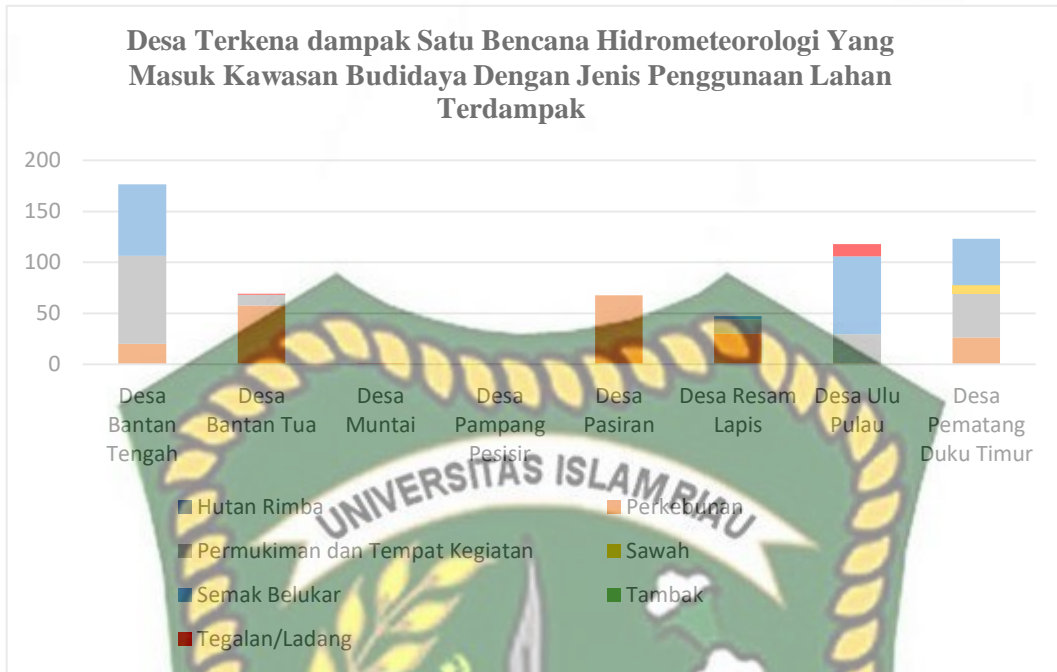 Desa Terkena dampak Satu Bencana Hidrometeorologi Yang
Masuk Kawasan Budidaya Dengan Jenis Penggunaan Lahan
Terdampak
200
150
100
50
0
Desa Bantan Tengah
Desa Bantan Tua
Desa Muntai
Desa Pampang Pesisir
Desa Pasiran
Desa Resam Lapis
Desa Ulu Pulau
Desa Pematang Duku Timur
UNIVERSITAS ISLAM RIAU
Hutan Rimba
Perkebunan
Permukiman dan Tempat Kegiatan
Sawah
Semak Belukar
Tambak
Tegalan/Ladang